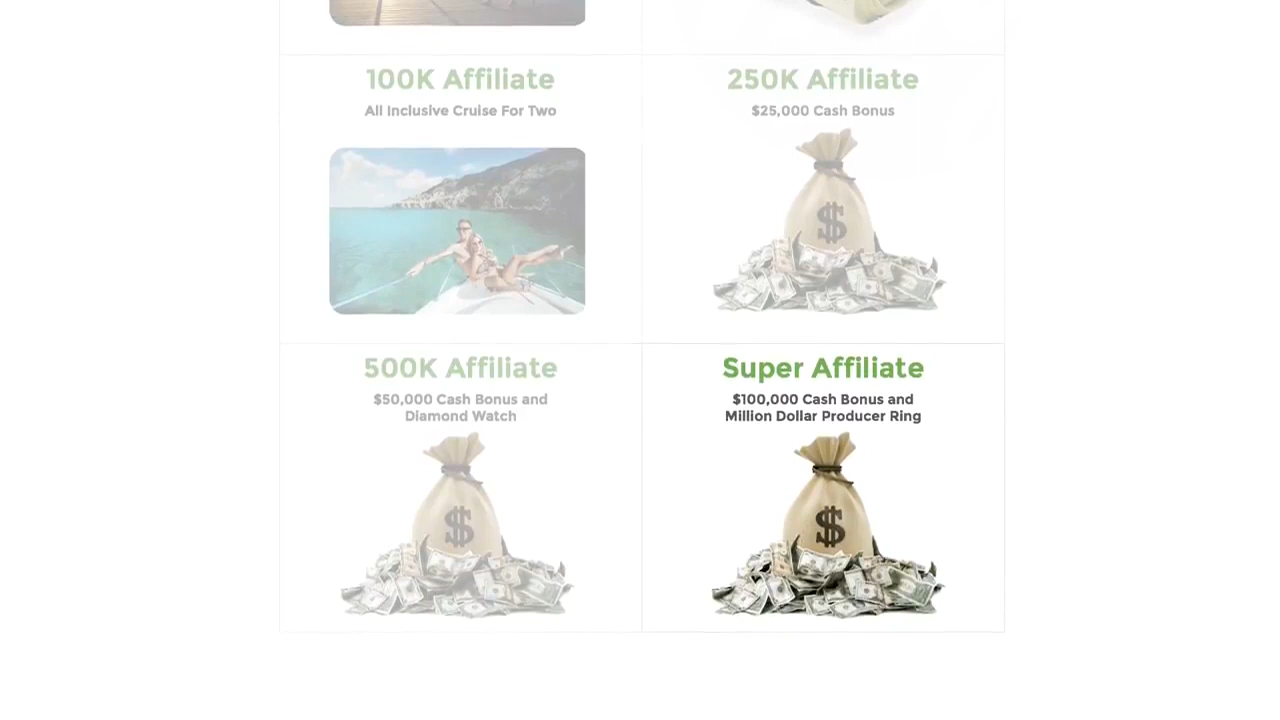 100K Affiliate
All Inclusive Cruise For Two
250K Affiliate
$25,000 Cash Bonus
$
500K Affiliate
$50,000 Cash Bonus and
Diamond Watch
$
Super Affiliate
$100,000 Cash Bonus and
Million Dollar Producer Ring
$